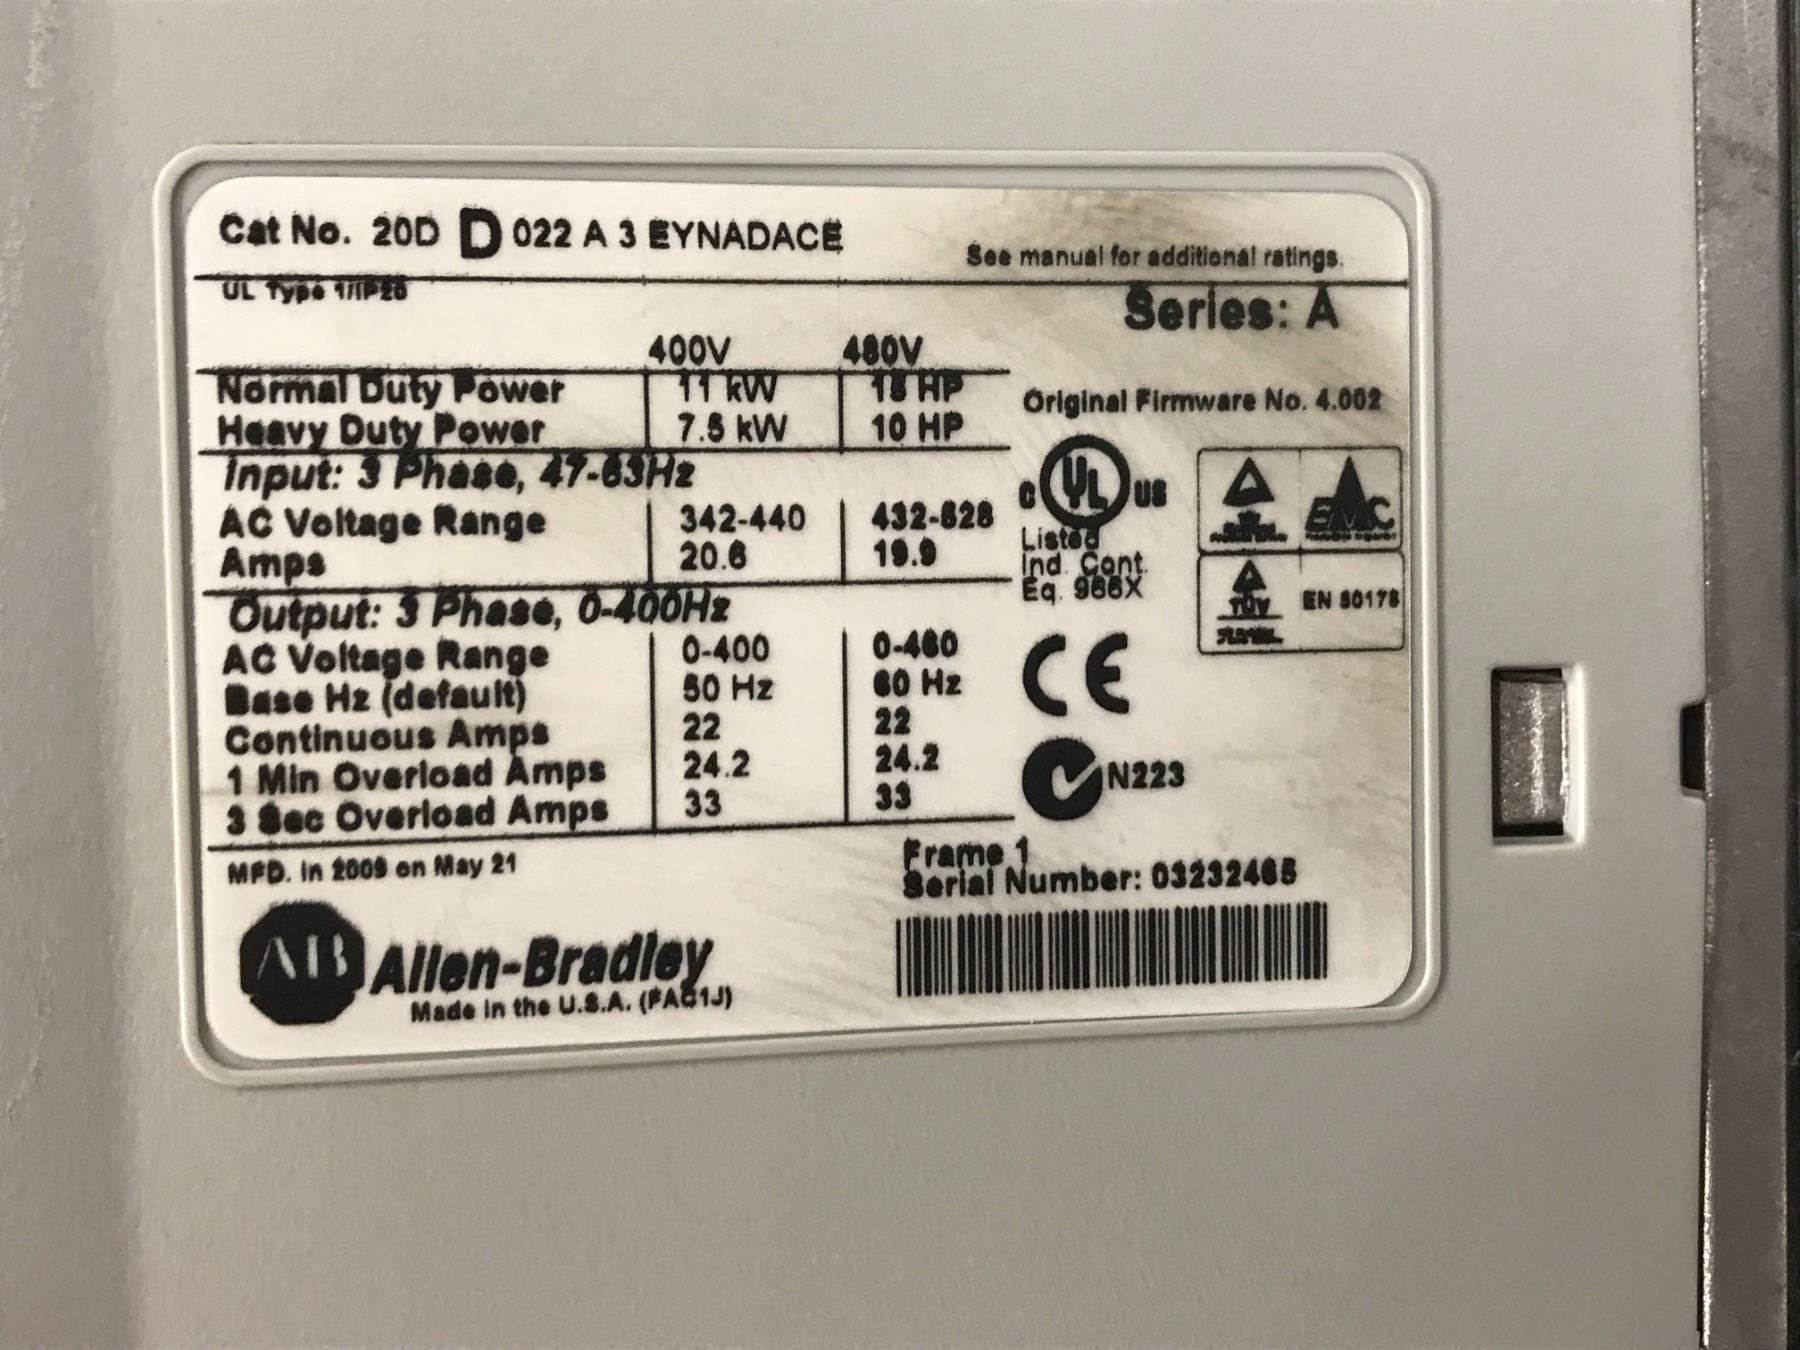 Cat No. 20D D 022 A 3 EYNADACE
See manual for additional ratings.
UL Type 1/IP20
Series: A
400V 480V
Normal Duty Power 11 kW 15 HP
Heavy Duty Power 7.5 kW 10 HP
Original Firmware No. 4.002
Input: 3 Phase, 47-63Hz
AC Voltage Range 342-440 432-528
Amps 20.6 19.9
C UL US
Listed
Ind. Cont.
Eq. 966X
EMC
TÜV
EN 50178
Output: 3 Phase, 0-400Hz
AC Voltage Range 0-400 0-460
Base Hz (default) 50 Hz 60 Hz
Continuous Amps 22 22
1 Min Overload Amps 24.2 24.2
3 Sec Overload Amps 33 33
CE
N223
MFD. in 2009 on May 21
Frame 1
Serial Number: 03232465
AB Allen-Bradley
Made in the U.S.A. (FAC1J)